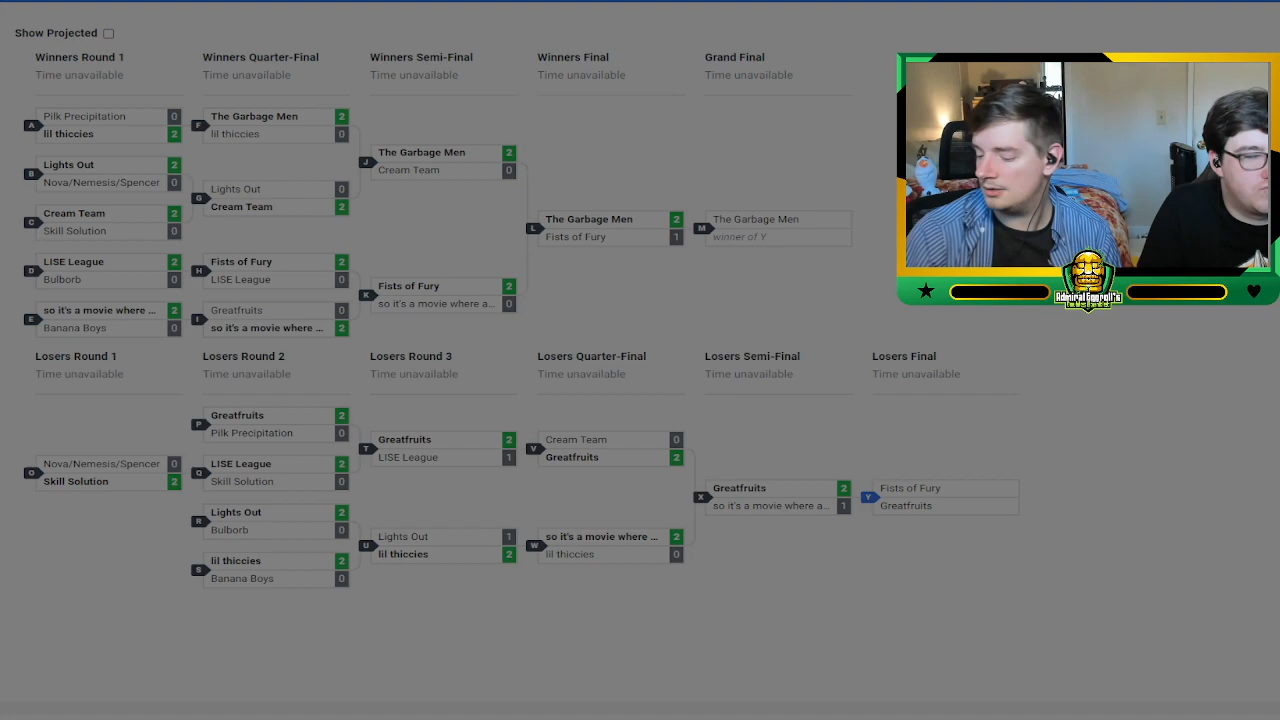 Show Projected
Winners Round 1
Time unavailable
Winners Quarter-Final
Time unavailable
Winners Semi-Final
Time unavailable
Winners Final
Time unavailable
Grand Final
Time unavailable
A
Pilk Precipitation 0
lil thiccies 2
B
Lights Out 2
Nova/Nemesis/Spencer 0
C
Cream Team 2
Skill Solution 0
D
LISE League 2
Bulborb 0
E
so it's a movie where ... 2
Banana Boys 0
F
The Garbage Men 2
lil thiccies 0
G
Lights Out 0
Cream Team 2
H
Fists of Fury 2
LISE League 0
I
Greatfruits 0
so it's a movie where ... 2
J
The Garbage Men 2
Cream Team 0
K
Fists of Fury 2
so it's a movie where a... 0
L
The Garbage Men 2
Fists of Fury 1
M
The Garbage Men
winner of Y
Losers Round 1
Time unavailable
Losers Round 2
Time unavailable
Losers Round 3
Time unavailable
Losers Quarter-Final
Time unavailable
Losers Semi-Final
Time unavailable
Losers Final
Time unavailable
O
Nova/Nemesis/Spencer 0
Skill Solution 2
P
Greatfruits 2
Pilk Precipitation 0
Q
LISE League 2
Skill Solution 0
R
Lights Out 2
Bulborb 0
S
lil thiccies 2
Banana Boys 0
T
Greatfruits 2
LISE League 1
U
Lights Out 1
lil thiccies 2
V
Cream Team 0
Greatfruits 2
W
so it's a movie where ... 2
lil thiccies 0
X
Greatfruits 2
so it's a movie where a... 1
Y
Fists of Fury
Greatfruits